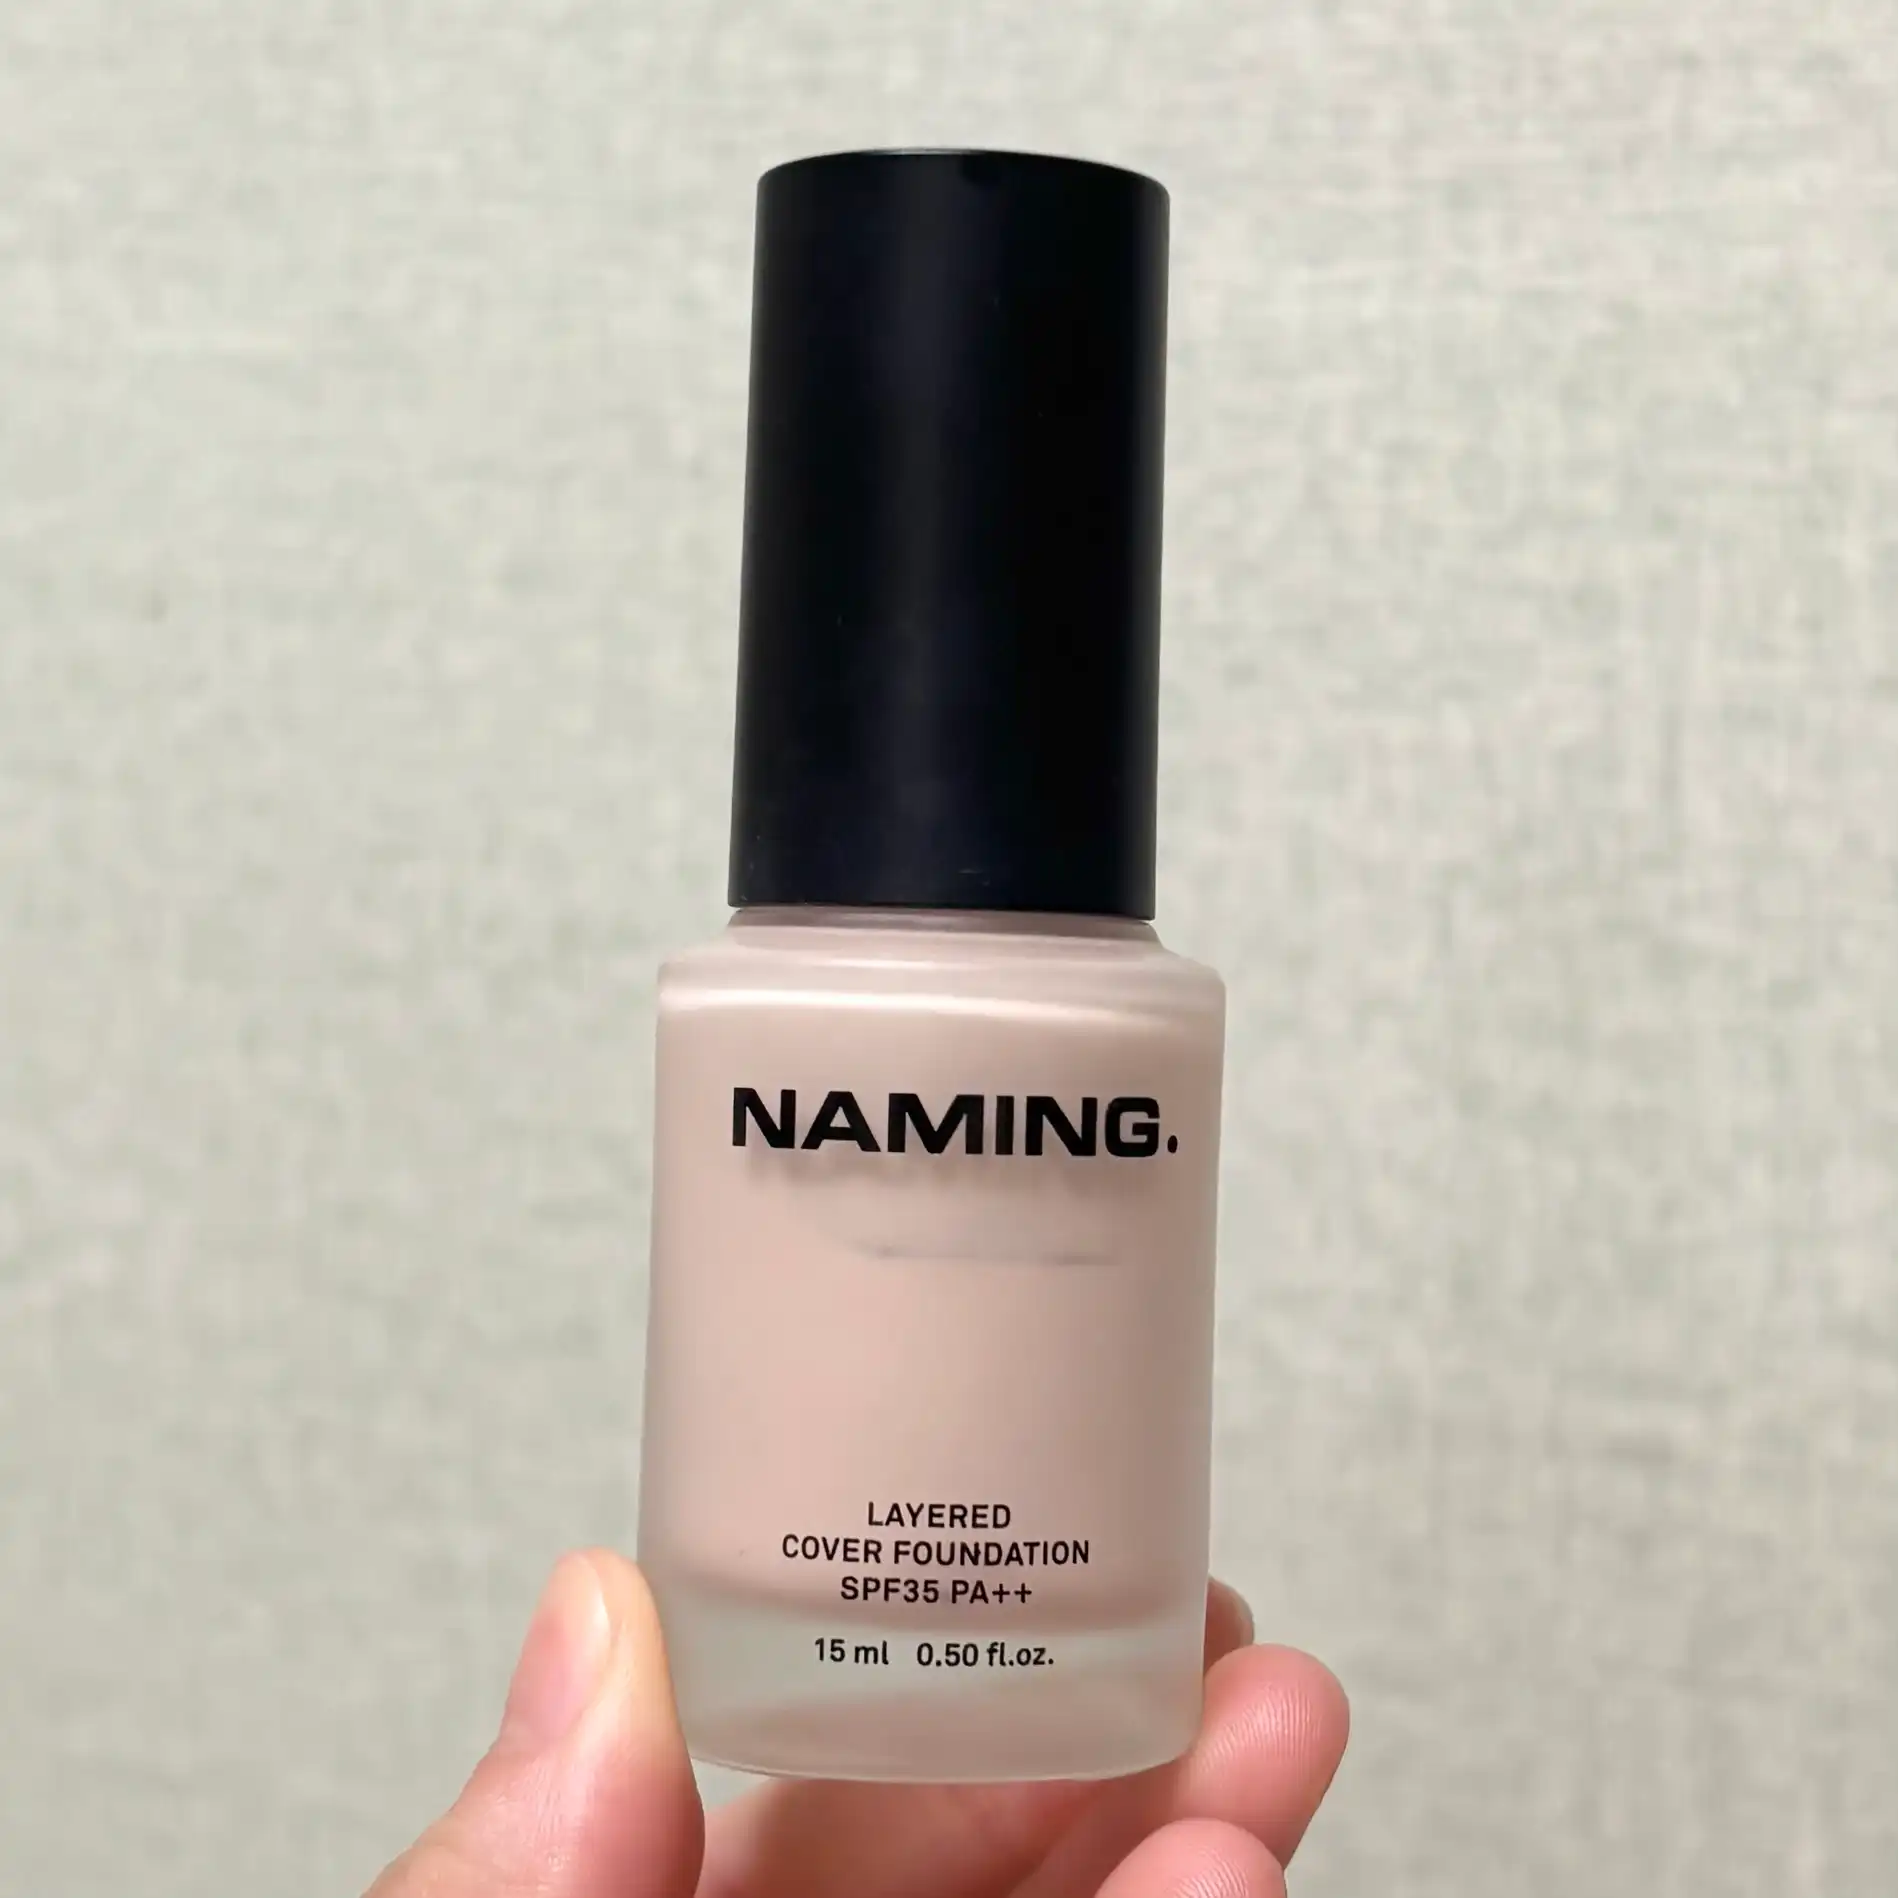 NAMING.
LAYERED
COVER FOUNDATION
SPF35 PA++
15 ml 0.50 fl.oz.